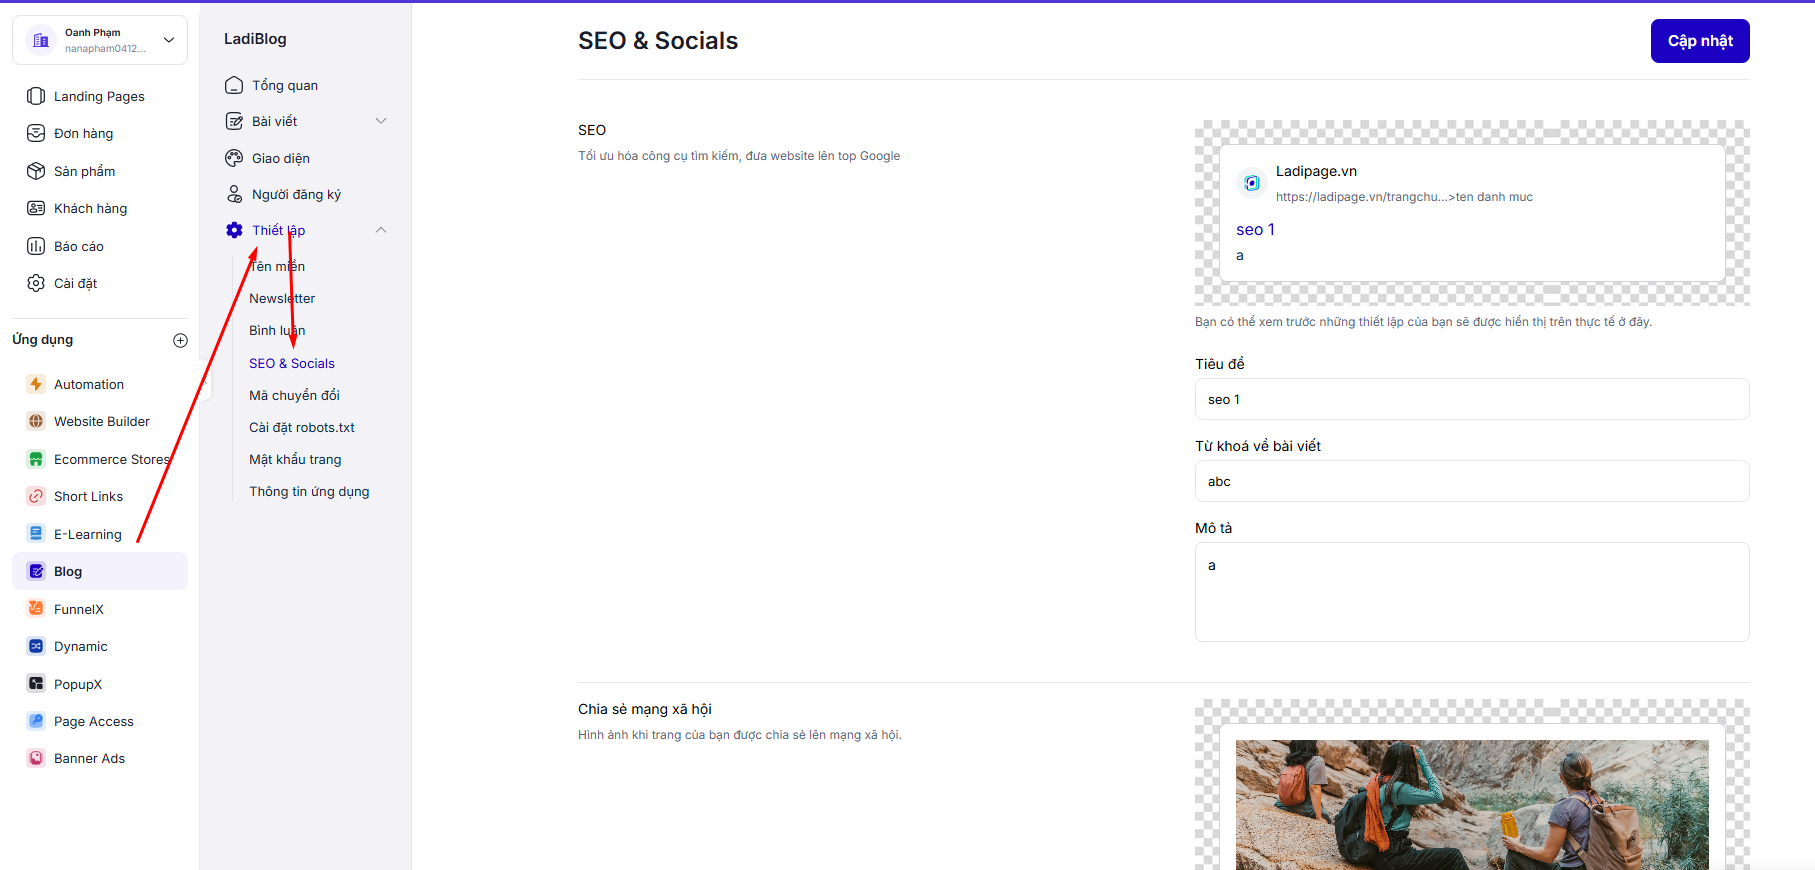 Oanh Phạm
nanapham0412...
Landing Pages
Đơn hàng
Sản phẩm
Khách hàng
Báo cáo
Cài đặt
Ứng dụng
Automation
Website Builder
Ecommerce Stores
Short Links
E-Learning
Blog
FunnelX
Dynamic
PopupX
Page Access
Banner Ads
LadiBlog
Tổng quan
Bài viết
Giao diện
Người đăng ký
Thiết lập
Tên miền
Newsletter
Bình luận
SEO & Socials
Mã chuyển đổi
Cài đặt robots.txt
Mật khẩu trang
Thông tin ứng dụng
SEO & Socials
Cập nhật
SEO
Tối ưu hóa công cụ tìm kiếm, đưa website lên top Google
Ladipage.vn
https://ladipage.vn/trangchu...>ten danh muc
seo 1
a
Bạn có thể xem trước những thiết lập của bạn sẽ được hiển thị trên thực tế ở đây.
Tiêu đề
seo 1
Từ khoá về bài viết
abc
Mô tả
a
Chia sẻ mạng xã hội
Hình ảnh khi trang của bạn được chia sẻ lên mạng xã hội.